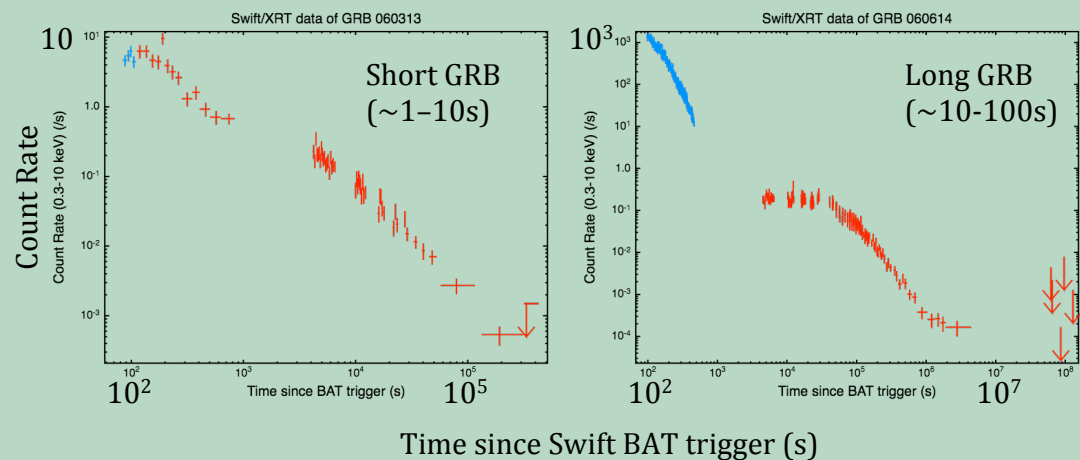 Swift/XRT data of GRB 060313
Swift/XRT data of GRB 060614
10
10¹
1.0
10⁻¹
10⁻²
10⁻³
Short GRB
(~1–10s)
10³
10³
10²
10¹
1.0
0.1
0.01
10⁻³
10⁻⁴
Long GRB
(~10-100s)
Count Rate
Count Rate (0.3-10 keV) (/s)
Count Rate (0.3-10 keV) (/s)
10²
10³
10⁵
10²
10⁵
Time since BAT trigger (s)
10²
10³
10⁴
10⁵
10⁶
10⁸
10²
10⁷
Time since BAT trigger (s)
Time since Swift BAT trigger (s)